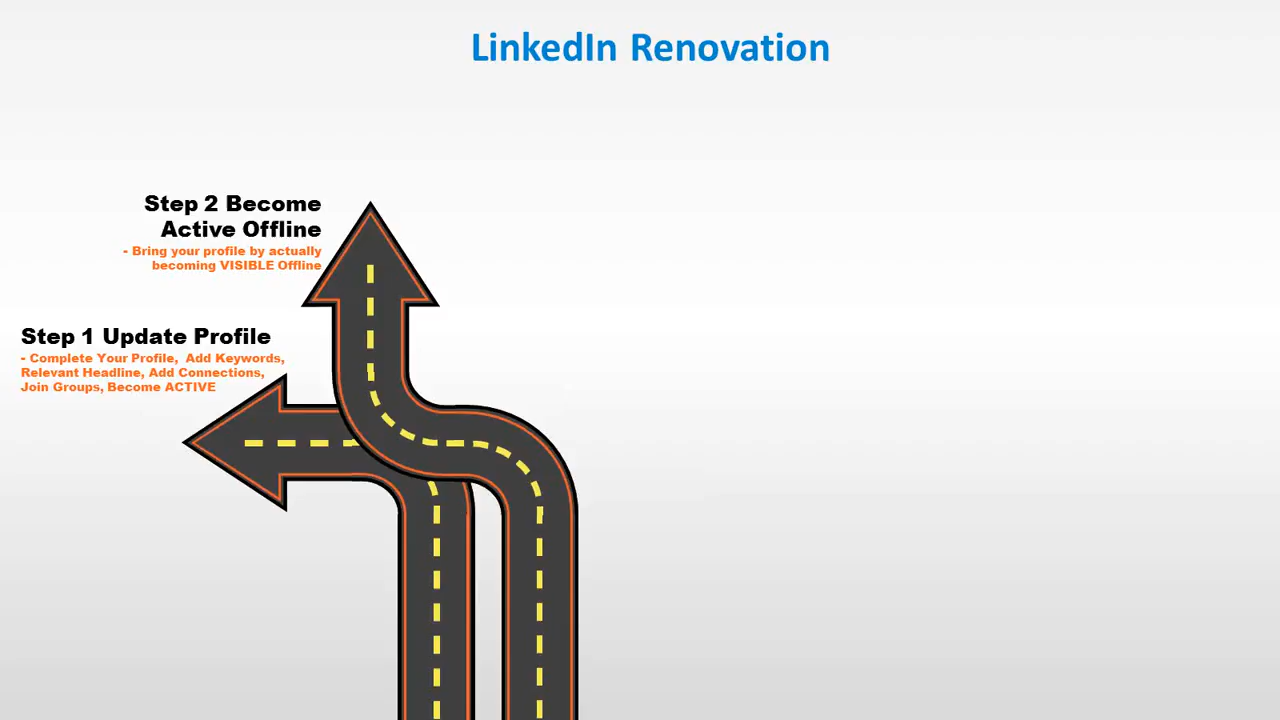 LinkedIn Renovation
Step 2 Become
Active Offline
- Bring your profile by actually
becoming VISIBLE Offline
Step 1 Update Profile
- Complete Your Profile,  Add Keywords,
Relevant Headline, Add Connections,
Join Groups, Become ACTIVE